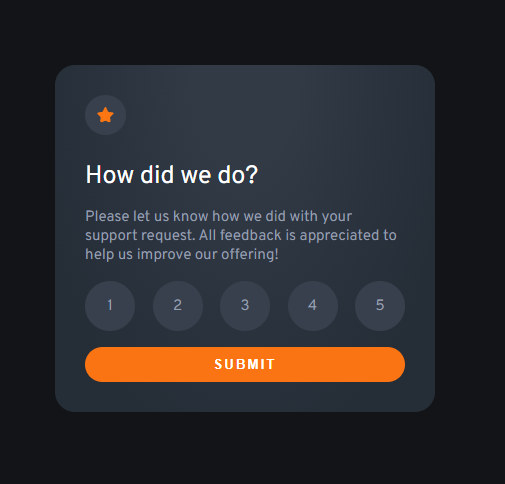 How did we do?
Please let us know how we did with your
support request. All feedback is appreciated to
help us improve our offering!
1 2 3 4 5
SUBMIT